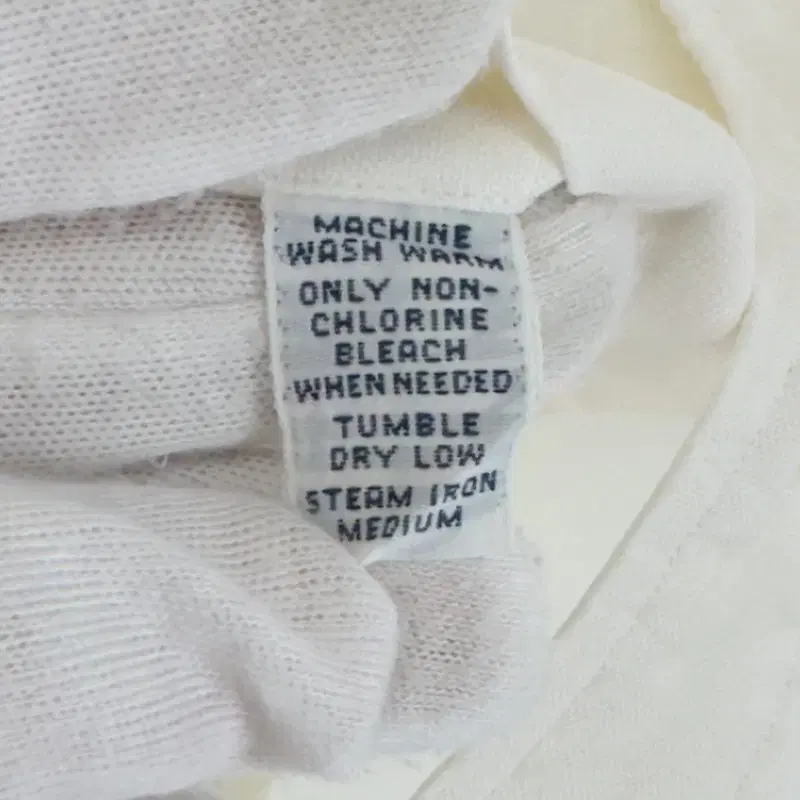 MACHINE
WASH WARM
ONLY NON-
CHLORINE
BLEACH
WHEN NEEDED
TUMBLE
DRY LOW
STEAM IRON
MEDIUM